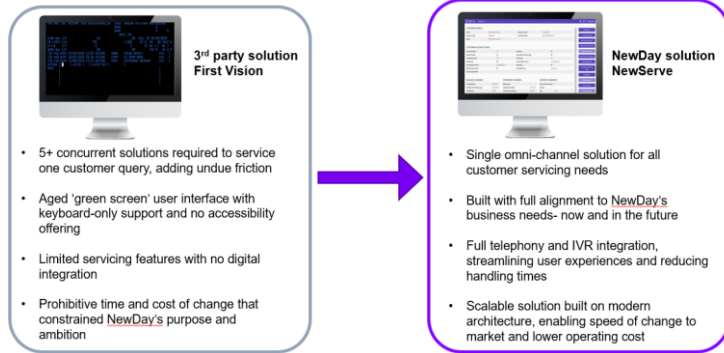 3rd party solution
First Vision
• 5+ concurrent solutions required to service
one customer query, adding undue friction
• Aged ‘green screen’ user interface with
keyboard-only support and no accessibility
offering
• Limited servicing features with no digital
integration
• Prohibitive time and cost of change that
constrained NewDay's purpose and
ambition
NewDay solution
NewServe
• Single omni-channel solution for all
customer servicing needs
• Built with full alignment to NewDay's
business needs- now and in the future
• Full telephony and IVR integration,
streamlining user experiences and reducing
handling times
• Scalable solution built on modern
architecture, enabling speed of change to
market and lower operating cost